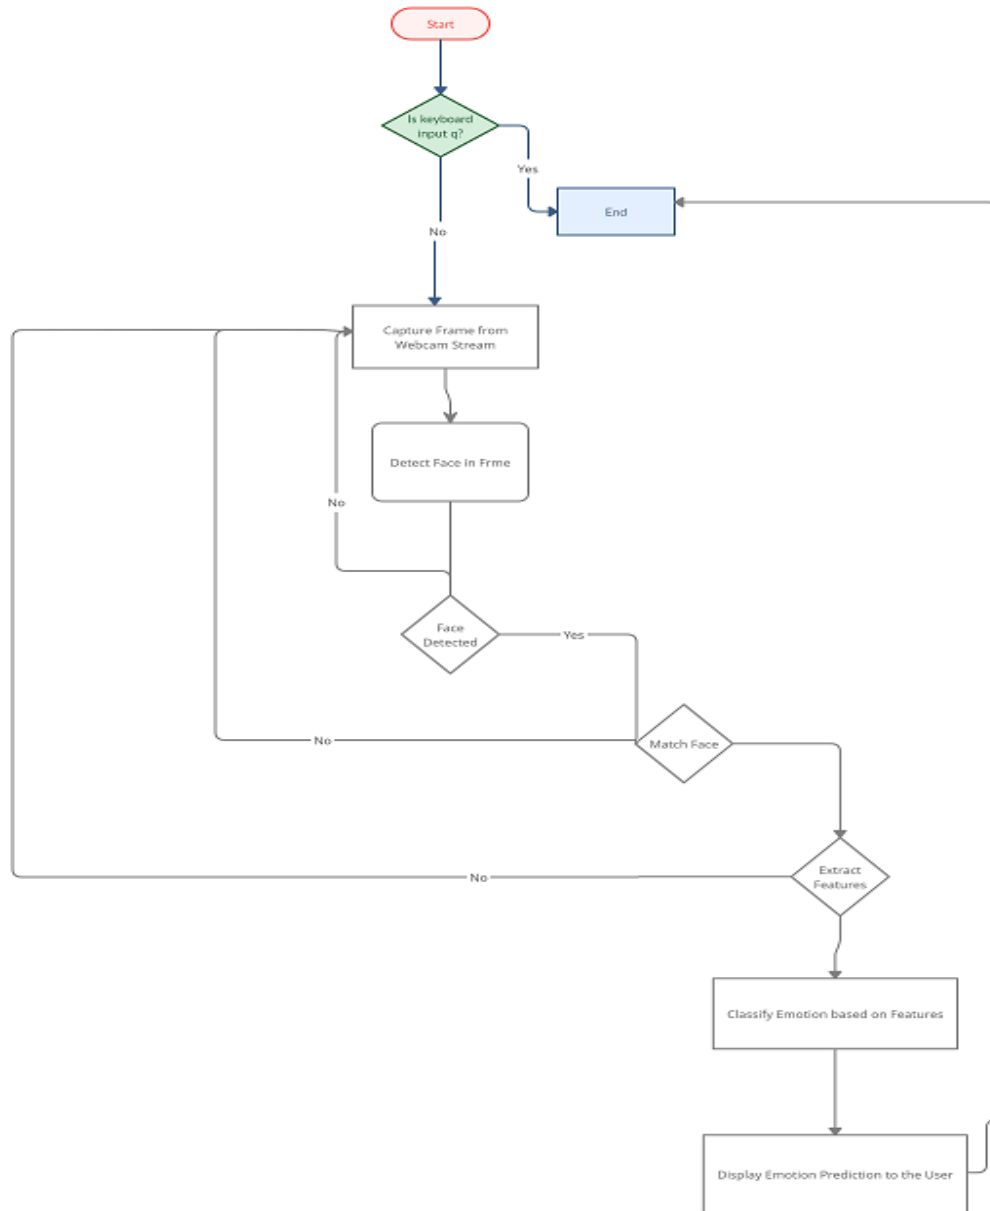 Start
Is keyboard
input q?
Yes
End
No
Capture Frame from
Webcam Stream
Detect Face in Frme
No
Face
Detected
Yes
No
Match Face
Extract
Features
No
Classify Emotion based on Features
Display Emotion Prediction to the User